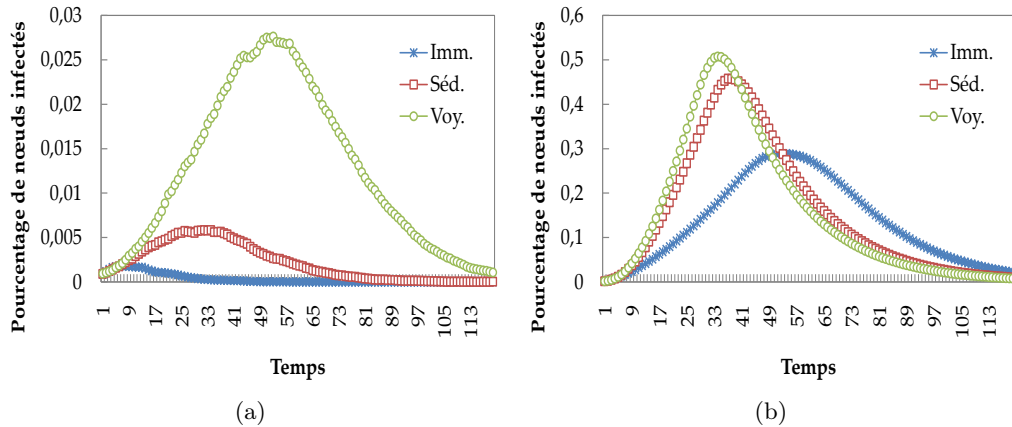 Pourcentage de nœuds infectés
0,03
0,025
0,02
0,015
0,01
0,005
0
Imm.
Séd.
Voy.
1 9 17 25 33 41 49 57 65 73 81 89 97 105 113
Temps
(a)
Pourcentage de nœuds infectés
0,6
0,5
0,4
0,3
0,2
0,1
0
Imm.
Séd.
Voy.
1 9 17 25 33 41 49 57 65 73 81 89 97 105 113
Temps
(b)